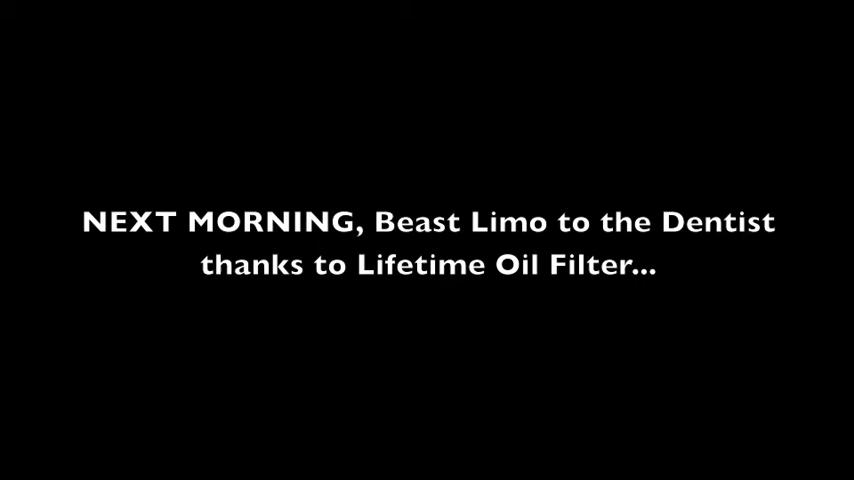 NEXT MORNING, Beast Limo to the Dentist
thanks to Lifetime Oil Filter...